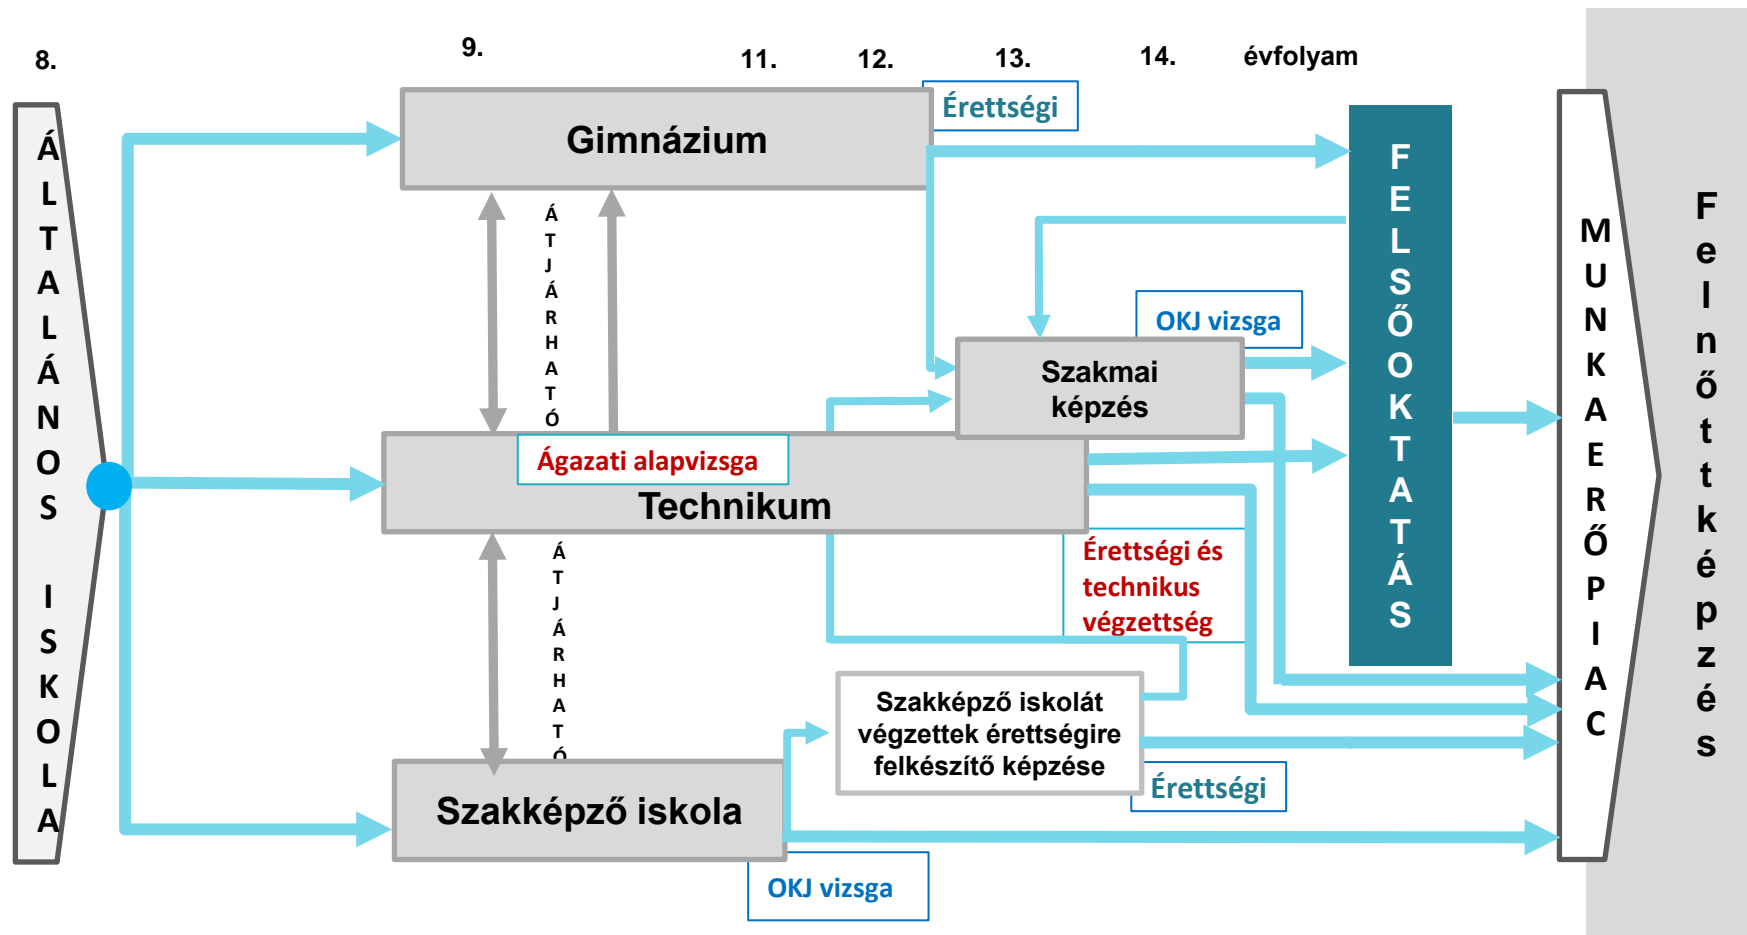 8.
9.
11.
12.
13.
14.
évfolyam
ÁLTALÁNOS ISKOLA
Gimnázium
Érettségi
ÁTJÁRHATÓ
OKJ vizsga
Szakmai
képzés
Ágazati alapvizsga
Technikum
Érettségi és
technikus
végzettség
ÁTJÁRHATÓ
Szakképző iskolát
végzettek érettségire
felkészítő képzése
Érettségi
Szakképző iskola
OKJ vizsga
FELSŐOKTATÁS
MUNKAERŐPIAC
Felnőttképzés